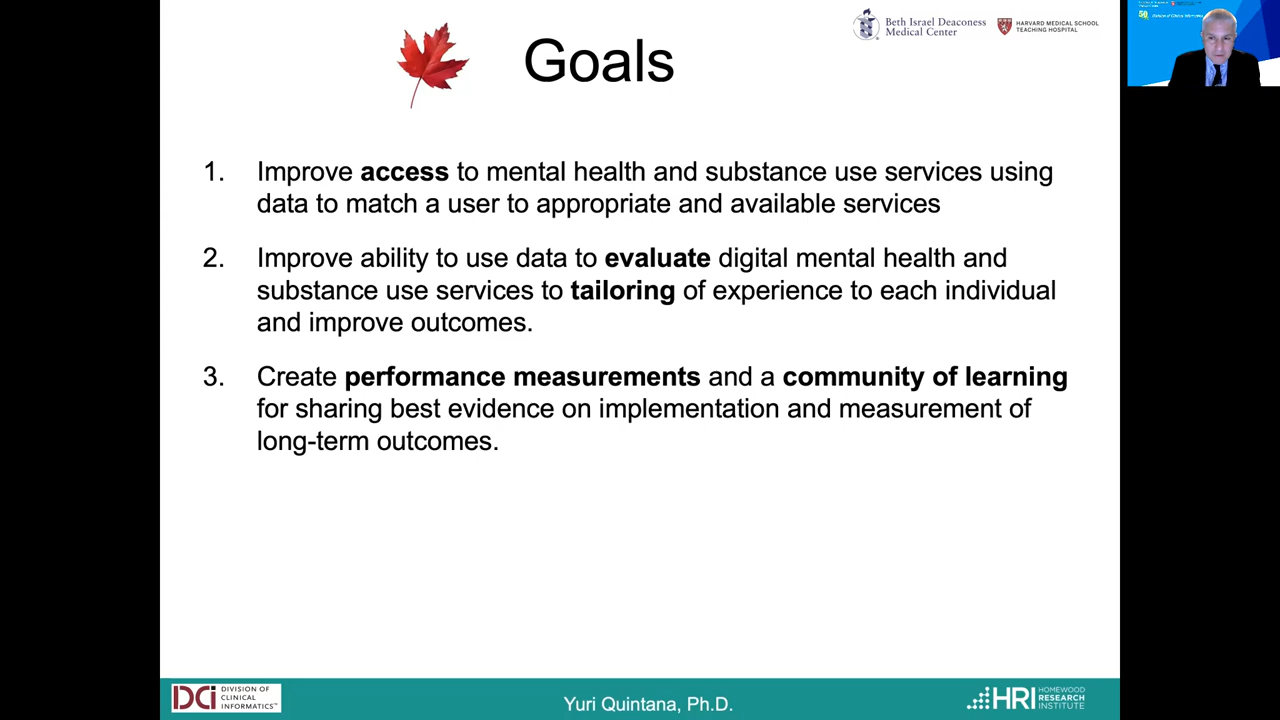 Goals
Beth Israel Deaconess
Medical Center
HARVARD MEDICAL SCHOOL
TEACHING HOSPITAL
50
1. Improve access to mental health and substance use services using
data to match a user to appropriate and available services
2. Improve ability to use data to evaluate digital mental health and
substance use services to tailoring of experience to each individual
and improve outcomes.
3. Create performance measurements and a community of learning
for sharing best evidence on implementation and measurement of
long-term outcomes.
DCI
DIVISION OF
CLINICAL
INFORMATICS™
Yuri Quintana, Ph.D.
HRI
HOMEWOOD
RESEARCH
INSTITUTE